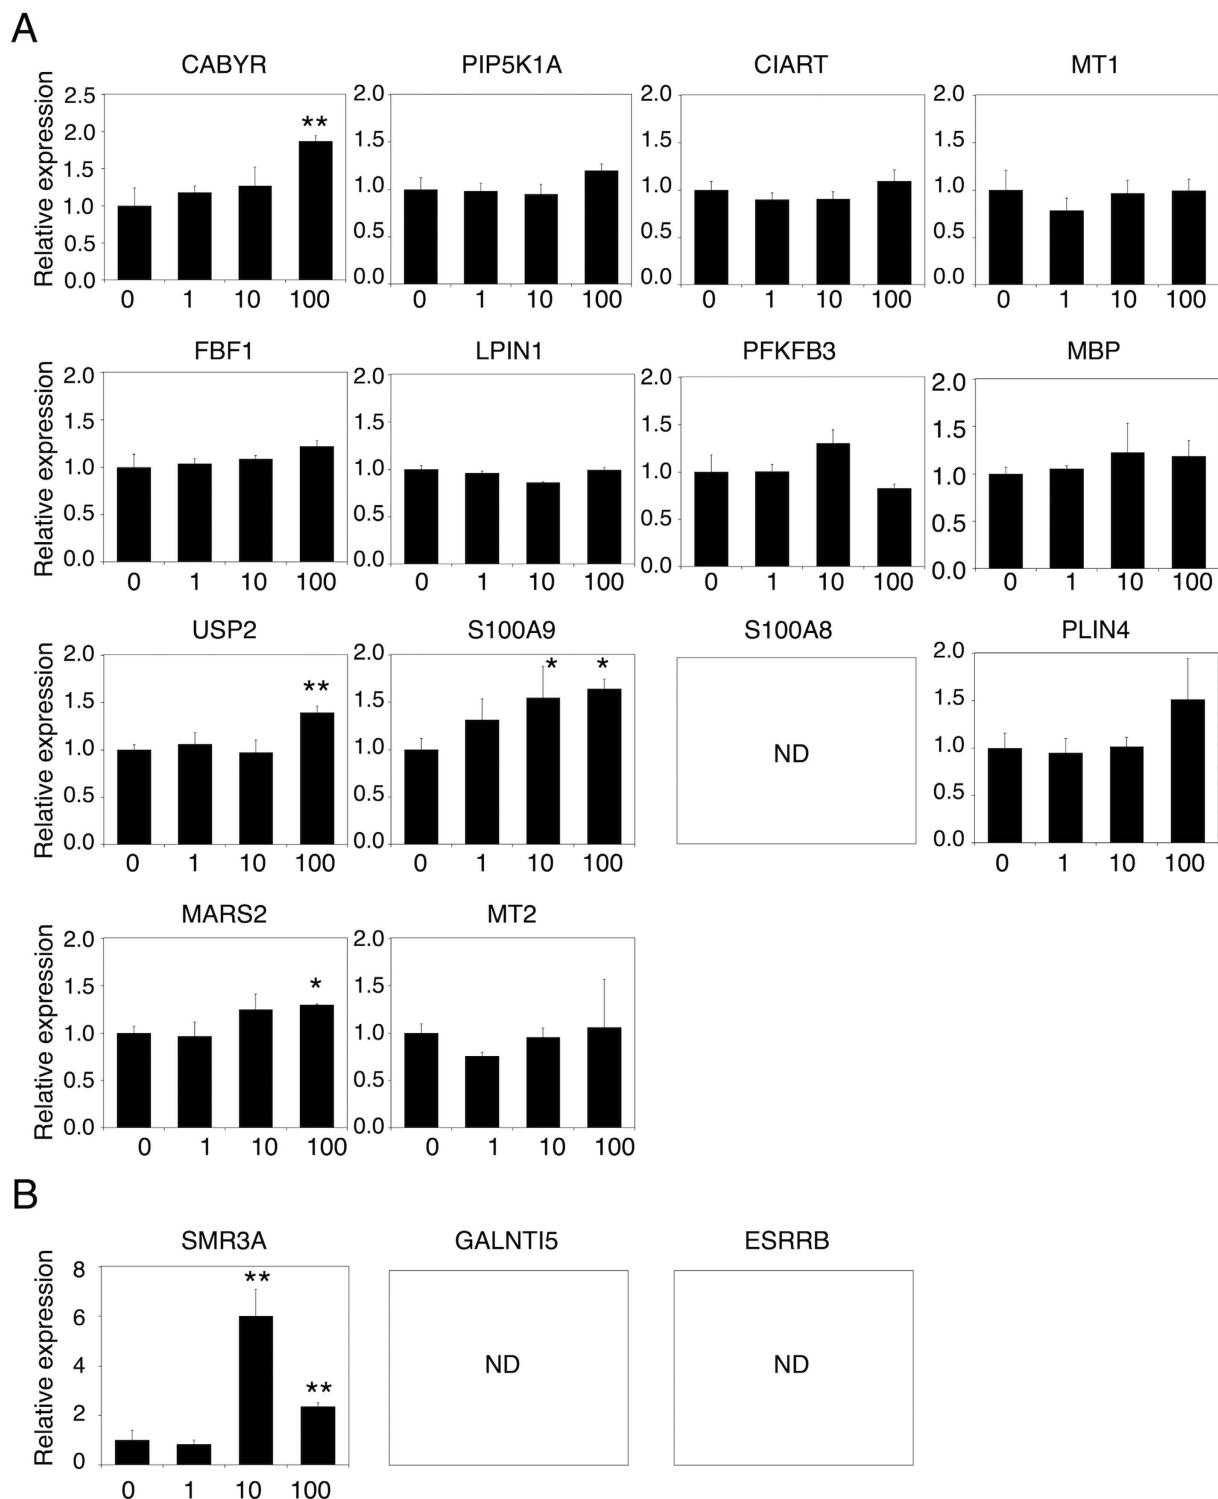 A
CABYR PIP5K1A CIART MT1
Relative expression
2.5
2.0
1.5
1.0
0.5
0.0
**
0 1 10 100
2.0
1.5
1.0
0.5
0.0
0 1 10 100
2.0
1.5
1.0
0.5
0.0
0 1 10 100
2.0
1.5
1.0
0.5
0.0
0 1 10 100
FBF1 LPIN1 PFKFB3 MBP
Relative expression
2.0
1.5
1.0
0.5
0.0
0 1 10 100
2.0
1.5
1.0
0.5
0.0
0 1 10 100
2.0
1.5
1.0
0.5
0.0
0 1 10 100
2.0
1.5
1.0
0.5
0.0
0 1 10 100
USP2 S100A9 S100A8 PLIN4
Relative expression
2.0
1.5
1.0
0.5
0.0
**
0 1 10 100
2.0
1.5
1.0
0.5
0.0
* *
0 1 10 100
ND
2.0
1.5
1.0
0.5
0.0
0 1 10 100
MARS2 MT2
Relative expression
2.0
1.5
1.0
0.5
0.0
*
0 1 10 100
2.0
1.5
1.0
0.5
0.0
0 1 10 100
B
SMR3A GALNTI5 ESRRB
Relative expression
8
6
4
2
0
**
**
0 1 10 100
ND
ND